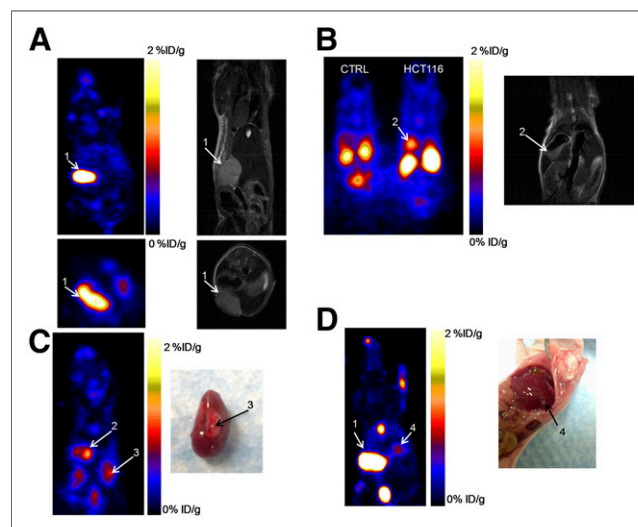 A
2 %ID/g
1
1
0 %ID/g
1
1
B
2 %ID/g
CTRL HCT116
2
2
0% ID/g
C
2 %ID/g
2
3
3
0% ID/g
D
2 %ID/g
1
4
4
0% ID/g